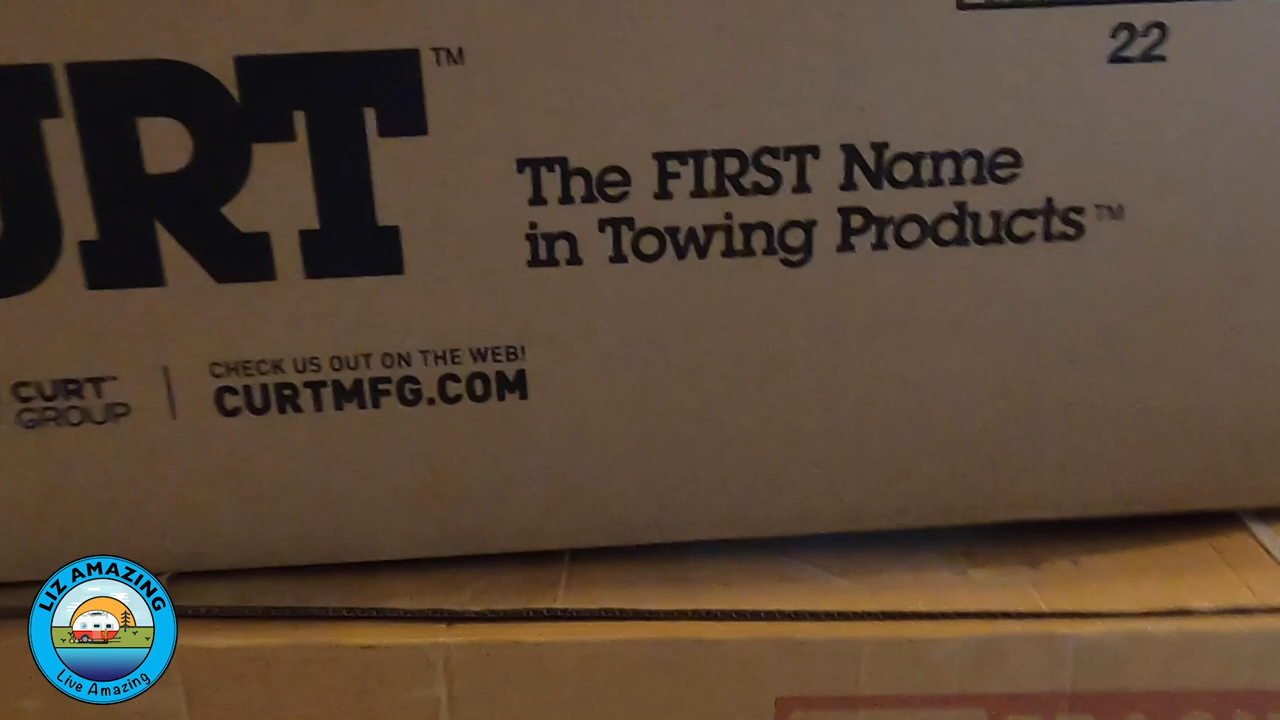 22
URT™
The FIRST Name
in Towing Products™
CURT
GROUP
CHECK US OUT ON THE WEB!
CURTMFG.COM
LIZ AMAZING
Live Amazing